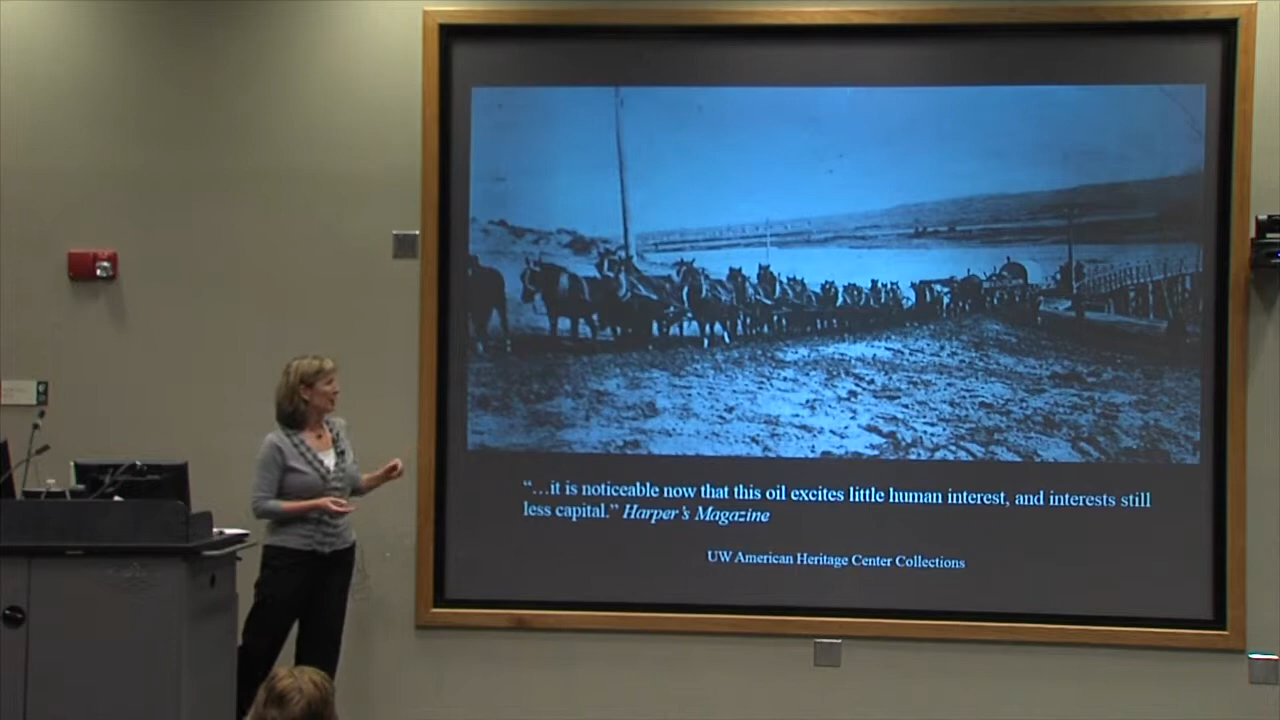 “…it is noticeable now that this oil excites little human interest, and interests still
less capital.” Harper’s Magazine
UW American Heritage Center Collections